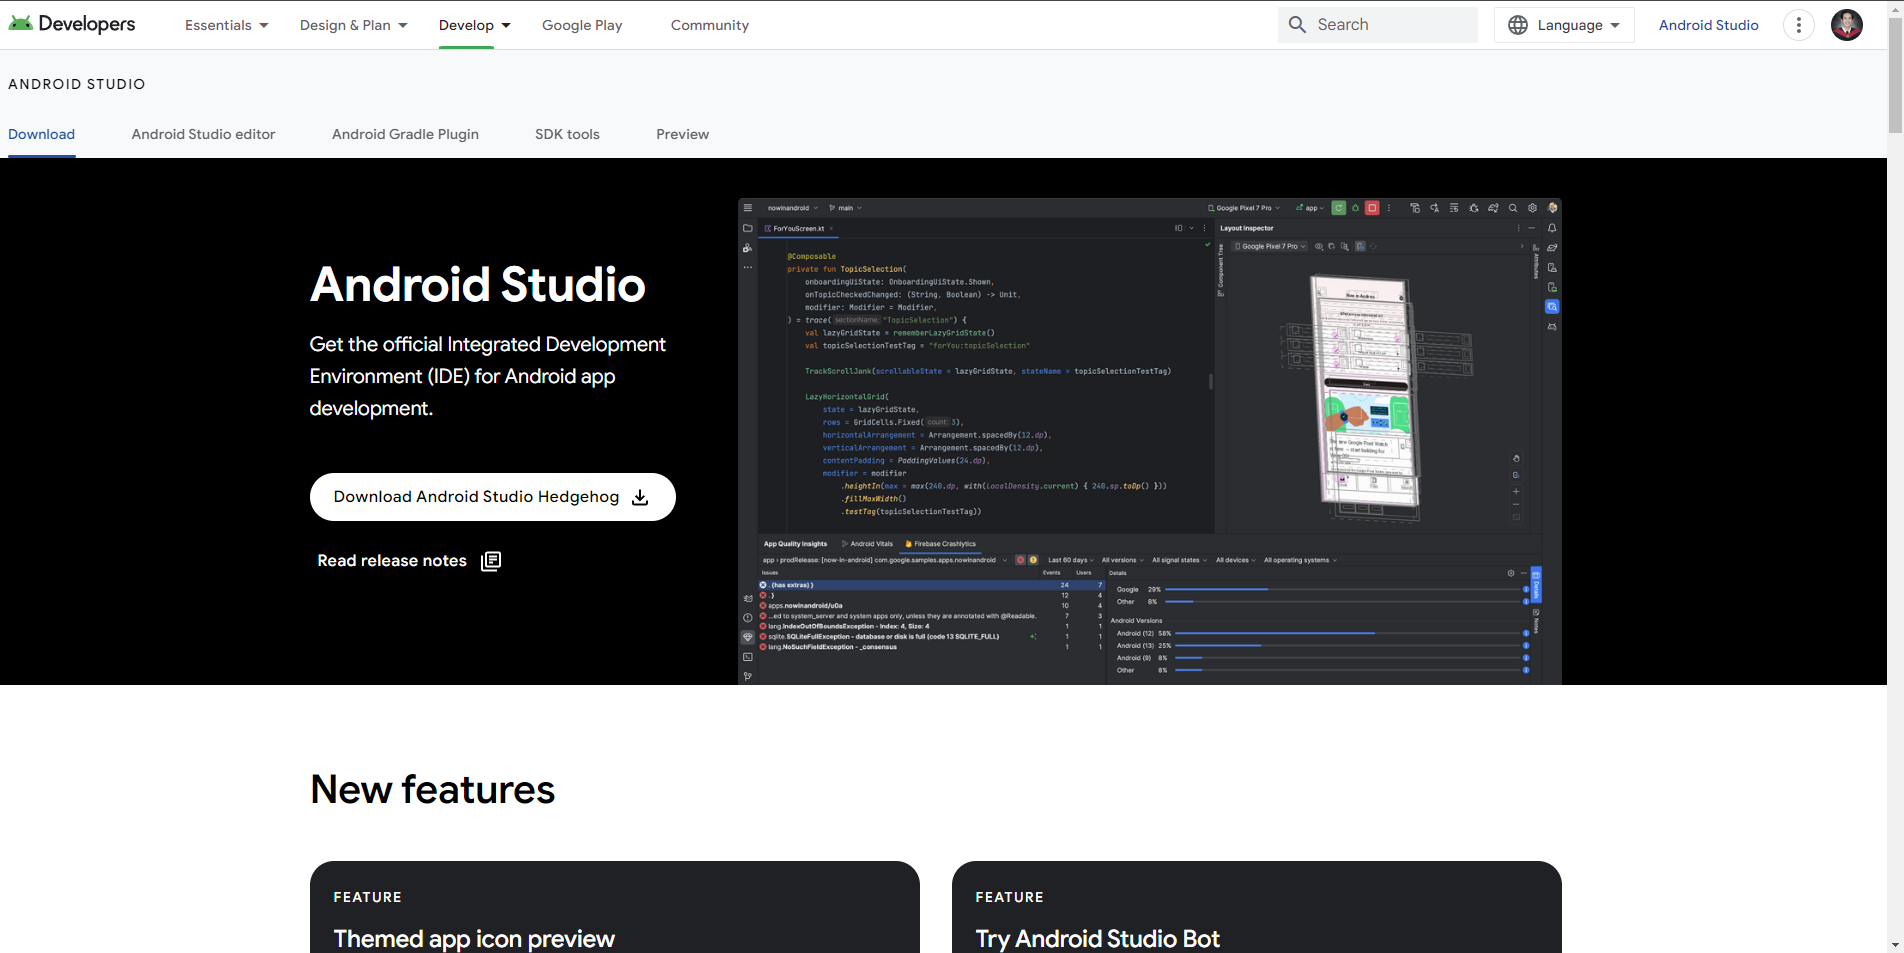 Developers
Essentials
Design & Plan
Develop
Google Play
Community
Search
Language
Android Studio
ANDROID STUDIO
Download
Android Studio editor
Android Gradle Plugin
SDK tools
Preview
Android Studio
Get the official Integrated Development
Environment (IDE) for Android app
development.
Download Android Studio Hedgehog
Read release notes
nowinandroid
main
Google Pixel 7 Pro
app
ForYouScreen.kt
@Composable
private fun TopicSelection(
onboardingUiState: OnboardingUiState.Shown,
onTopicCheckedChanged: (String, Boolean) -> Unit,
modifier: Modifier = Modifier,
) = trace( sectionName: "TopicSelection") {
val lazyGridState = rememberLazyGridState()
val topicSelectionTestTag = "forYou:topicSelection"
TrackScrollJank(scrollableState = lazyGridState, stateName = topicSelectionTestTag)
LazyHorizontalGrid(
state = lazyGridState,
rows = GridCells.Fixed( count: 3),
horizontalArrangement = Arrangement.spacedBy(12.dp),
verticalArrangement = Arrangement.spacedBy(12.dp),
contentPadding = PaddingValues(24.dp),
modifier = modifier
.heightIn(max = max(240.dp, with(LocalDensity.current) { 240.sp.toDp() }))
.fillMaxWidth()
.testTag(topicSelectionTestTag))
Layout Inspector
Google Pixel 7 Pro
Component Tree
Attributes
App Quality Insights
Android Vitals
Firebase Crashlytics
app › prodRelease: [now-in-android] com.google.samples.apps.nowinandroid
Last 60 days
All versions
All signal states
All devices
All operating systems
Issues
Events
Users
. (has extras) }
24
7
. }
12
4
apps.nowinandroid/u0a
10
4
...ed to system_server and system apps only, unless they are annotated with @Readable.
7
3
lang.IndexOutOfBoundsException - Index: 4, Size: 4
1
1
sqlite.SQLiteFullException - database or disk is full (code 13 SQLITE_FULL)
1
1
lang.NoSuchFieldException - _consensus
1
1
Details
Google 29%
Other 8%
Android Versions
Android (12) 58%
Android (13) 25%
Android (9) 8%
Other 8%
Details
Notes
New features
FEATURE
Themed app icon preview
FEATURE
Try Android Studio Bot